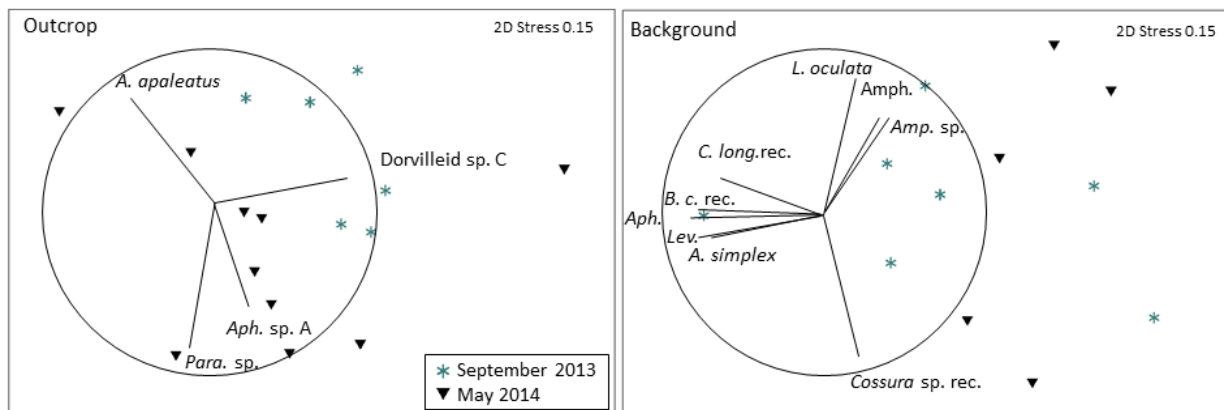 Outcrop
2D Stress 0.15
A. apaleatus
Dorvilleid sp. C
Aph. sp. A
Para. sp.
September 2013
May 2014
Background
2D Stress 0.15
L. oculata
Amph.
Amp. sp.
C. long.rec.
B. c. rec.
Aph.
Lev.
A. simplex
Cossura sp. rec.